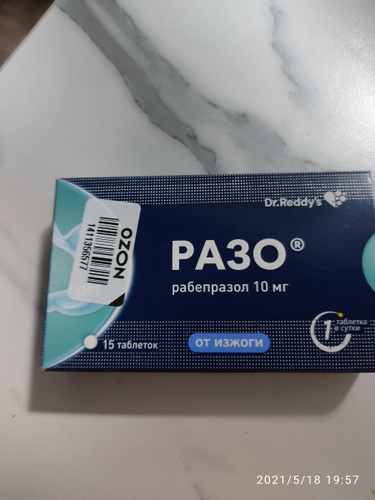 Dr.Reddy's
OZON
141356577
РАЗО®
рабепразол 10 мг
1 таблетка
в сутки
15 таблеток
от изжоги
2021/5/18 19:57